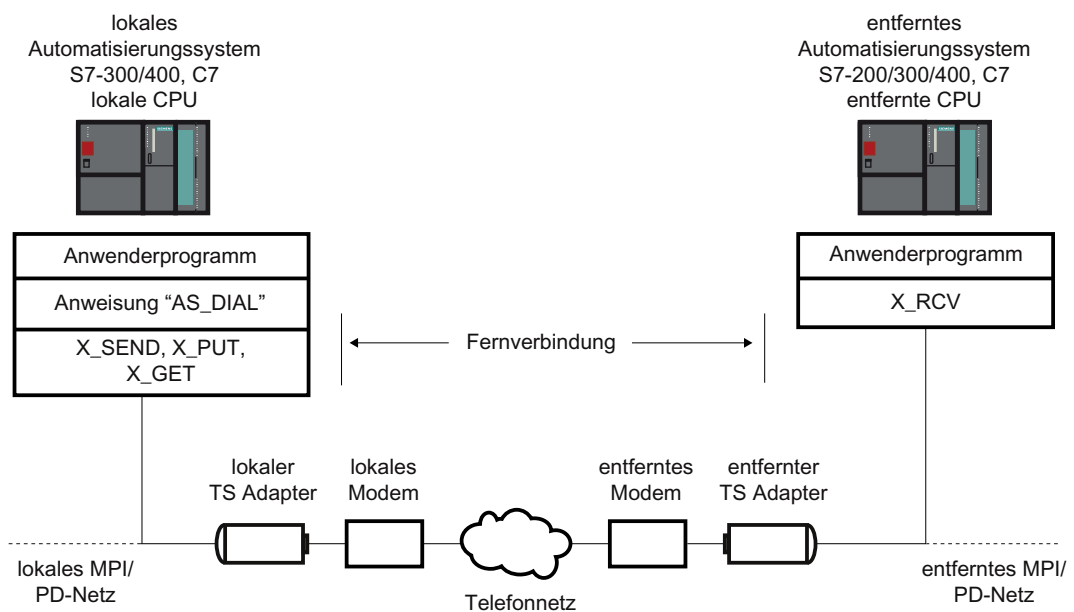 lokales
Automatisierungssystem
S7-300/400, C7
lokale CPU
entferntes
Automatisierungssystem
S7-200/300/400, C7
entfernte CPU
SIEMENS
SIEMENS
Anwenderprogramm
Anweisung “AS_DIAL”
X_SEND, X_PUT,
X_GET
Anwenderprogramm
X_RCV
Fernverbindung
lokaler
TS Adapter
lokales
Modem
entferntes
Modem
entfernter
TS Adapter
lokales MPI/
PD-Netz
Telefonnetz
entferntes MPI/
PD-Netz